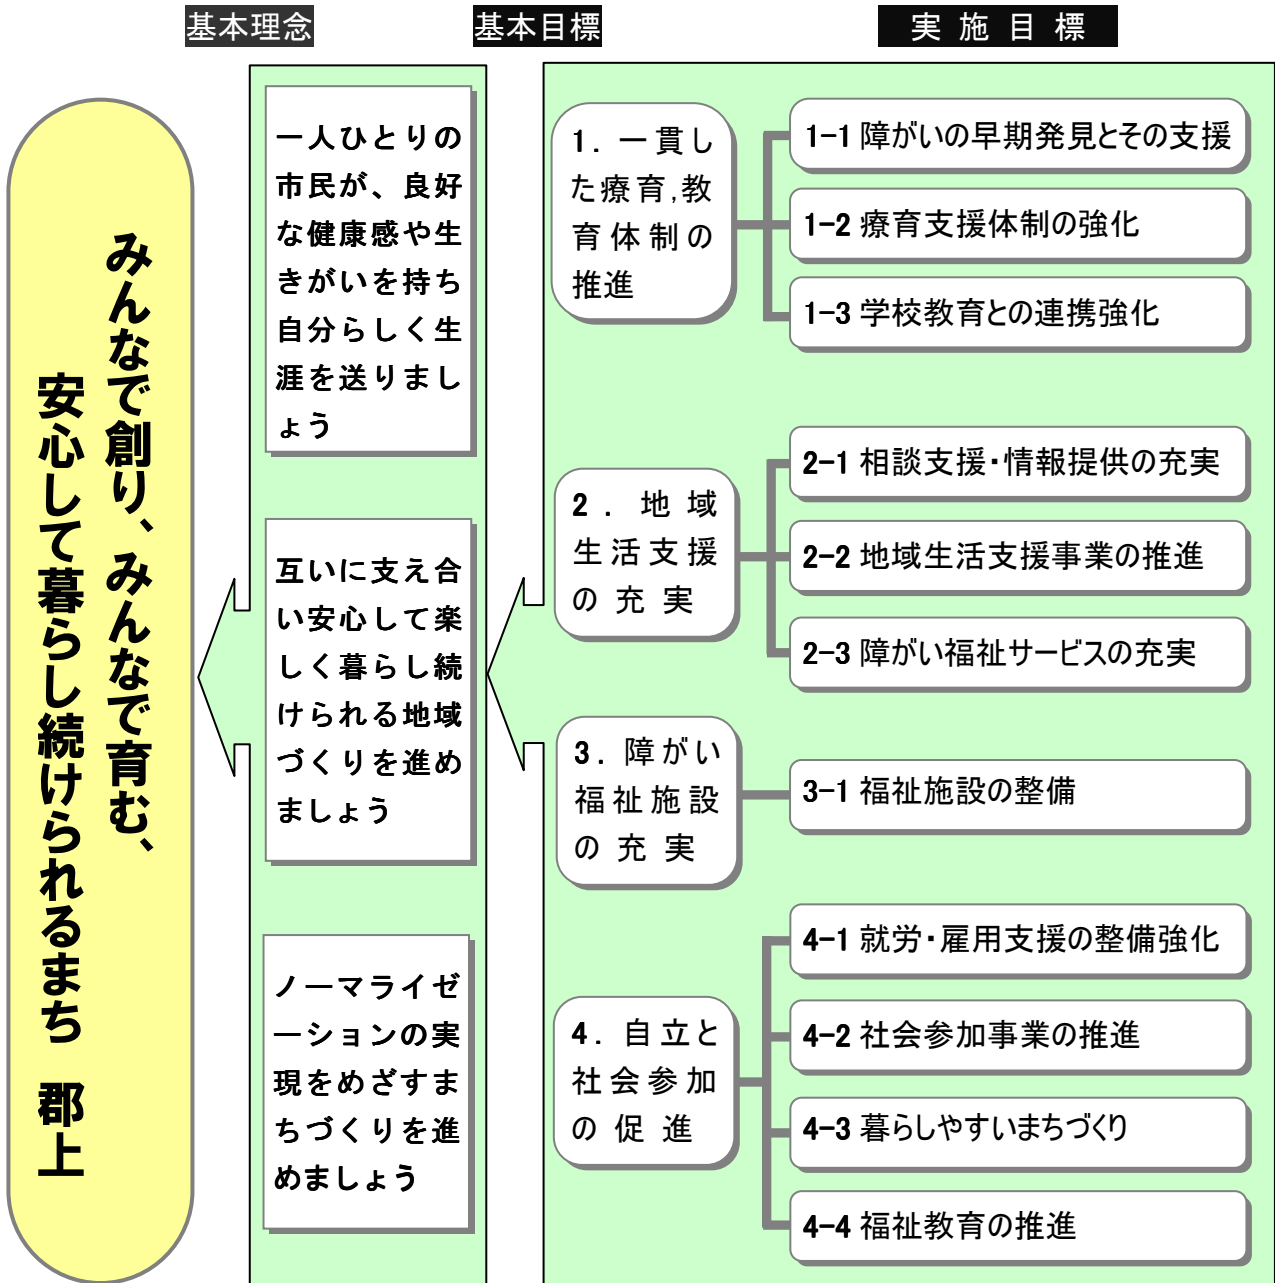 基本理念
基本目標
実施目標
みんなで創り、みんなで育む、
安心して暮らし続けられるまち　郡上
一人ひとりの
市民が、良好
な健康感や生
きがいを持ち
自分らしく生
涯を送りまし
ょう
互いに支え合
い安心して楽
しく暮らし続
けられる地域
づくりを進め
ましょう
ノーマライゼ
ーションの実
現をめざすま
ちづくりを進
めましょう
1．一貫し
た療育,教
育体制の
推進
1-1 障がいの早期発見とその支援
1-2 療育支援体制の強化
1-3 学校教育との連携強化
2．地域
生活支援
の充実
2-1 相談支援・情報提供の充実
2-2 地域生活支援事業の推進
2-3 障がい福祉サービスの充実
3．障がい
福祉施設
の充実
3-1 福祉施設の整備
4．自立と
社会参加
の促進
4-1 就労・雇用支援の整備強化
4-2 社会参加事業の推進
4-3 暮らしやすいまちづくり
4-4 福祉教育の推進